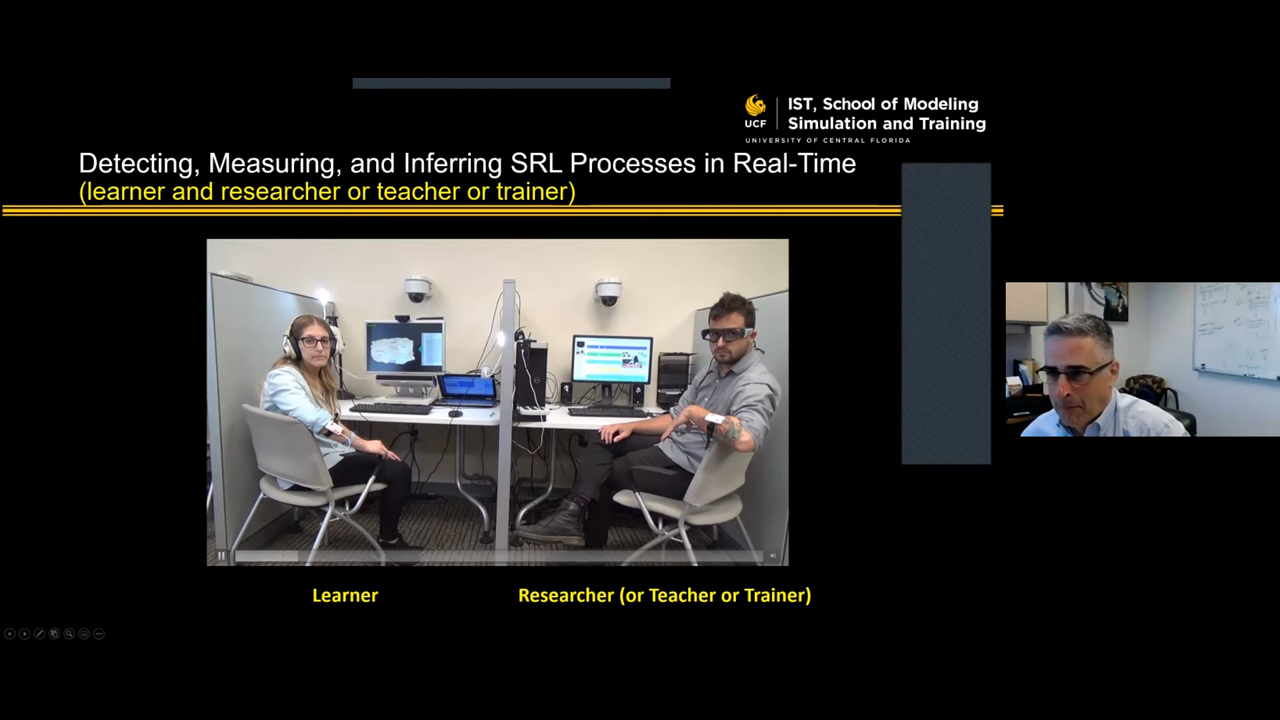 IST, School of Modeling
Simulation and Training
UCF
UNIVERSITY OF CENTRAL FLORIDA
Detecting, Measuring, and Inferring SRL Processes in Real-Time
(learner and researcher or teacher or trainer)
Learner
Researcher (or Teacher or Trainer)